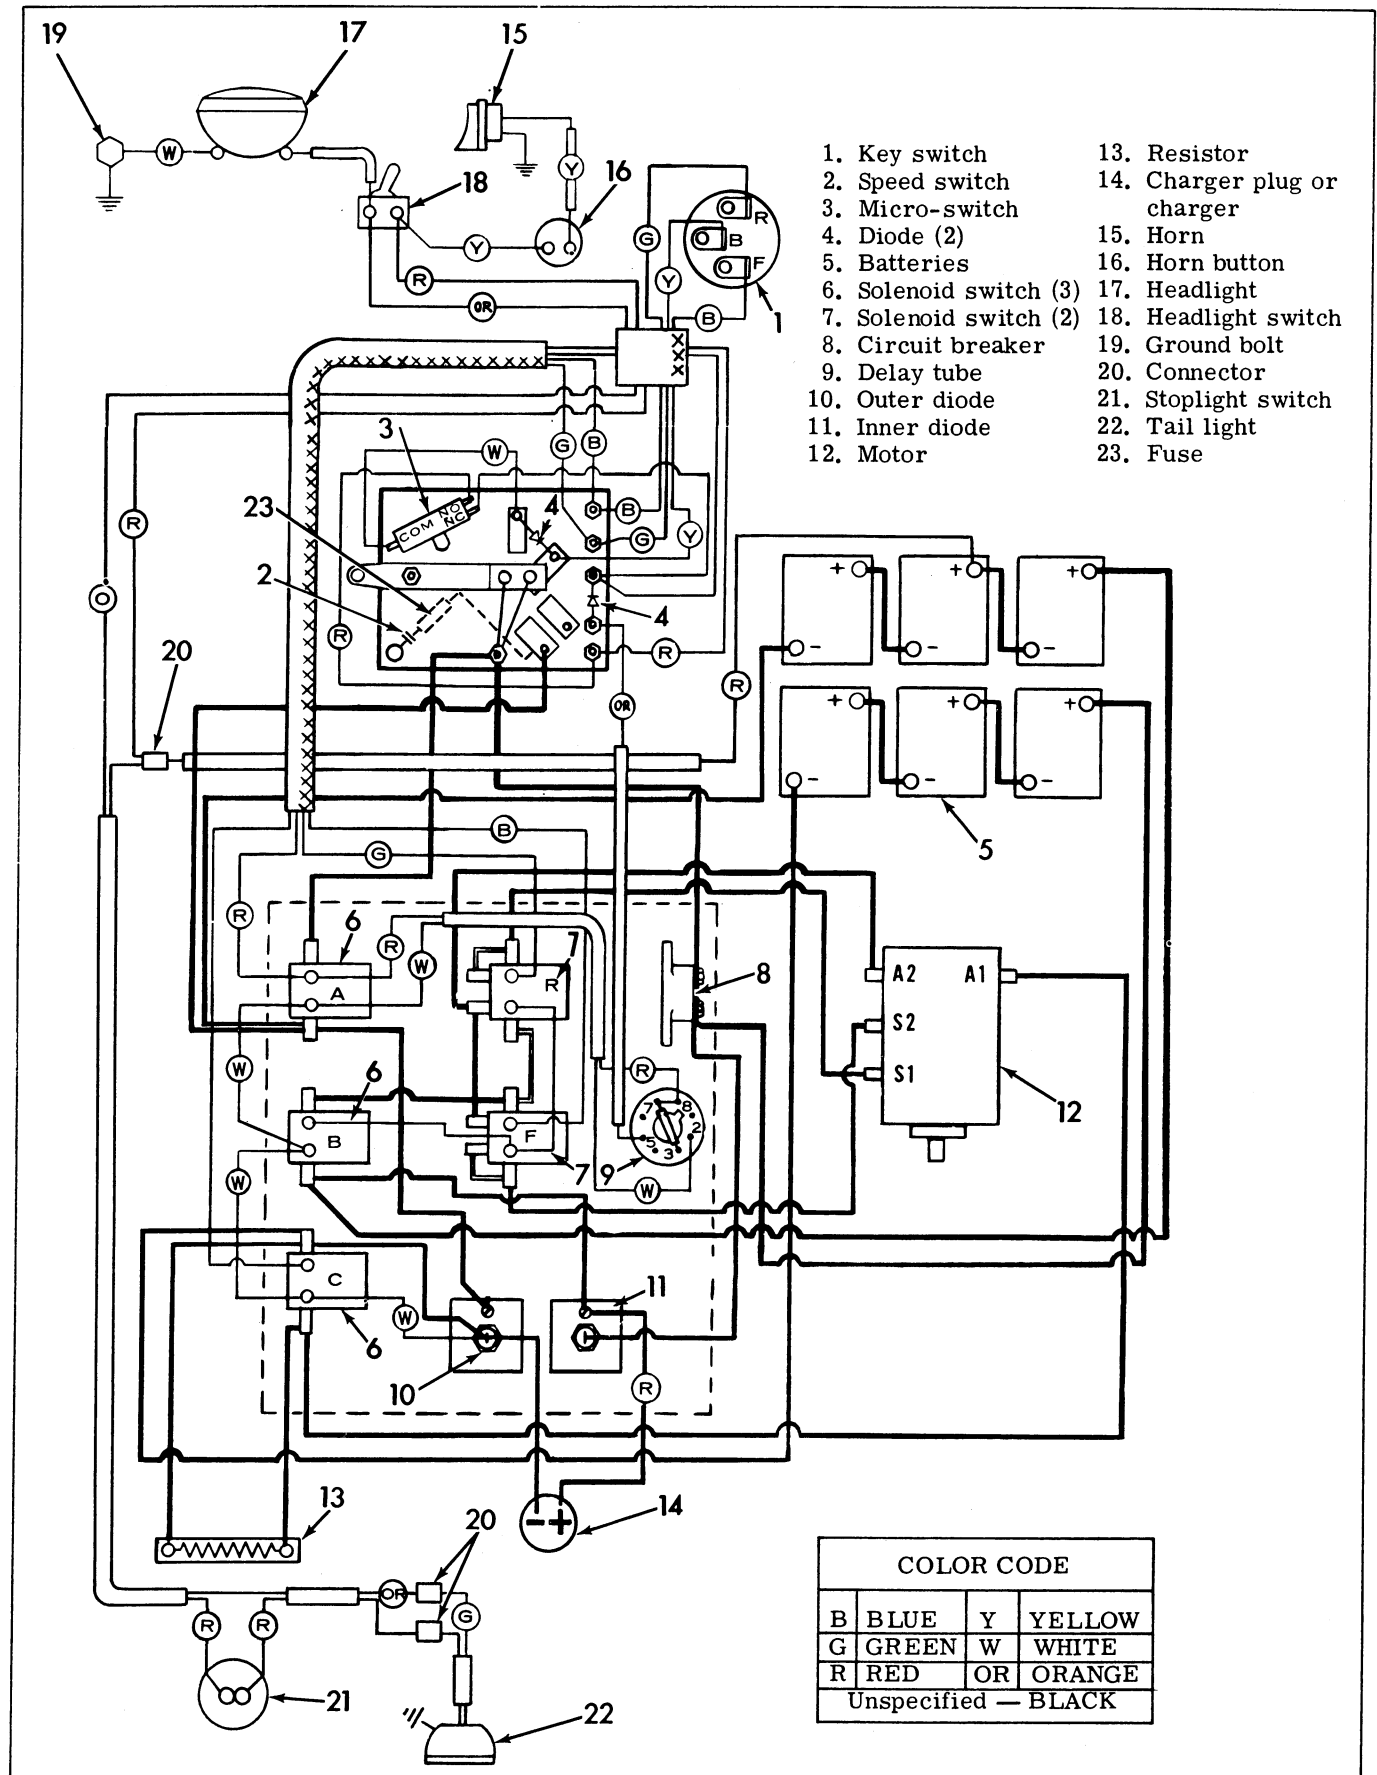 19
17
15
W
18
Y
16
Y
R
OR
G
Y
B
R
B
F
1
1. Key switch
2. Speed switch
3. Micro-switch
4. Diode (2)
5. Batteries
6. Solenoid switch (3)
7. Solenoid switch (2)
8. Circuit breaker
9. Delay tube
10. Outer diode
11. Inner diode
12. Motor
13. Resistor
14. Charger plug or
charger
15. Horn
16. Horn button
17. Headlight
18. Headlight switch
19. Ground bolt
20. Connector
21. Stoplight switch
22. Tail light
23. Fuse
3
W
G
B
R
23
COM
NO
NC
4
B
G
Y
2
R
4
R
20
OR
R
+ + +
- - -
+ + +
- - -
5
B
G
R
6
R
W
A
7
R
8
A2 A1
S2
S1
12
W
6
B
F
7
9
R
7 8
2
5 3
W
W
C
6
W
10
11
R
13
- +
14
20
OR
G
R R
21
22
COLOR CODE
B BLUE Y YELLOW
G GREEN W WHITE
R RED OR ORANGE
Unspecified — BLACK